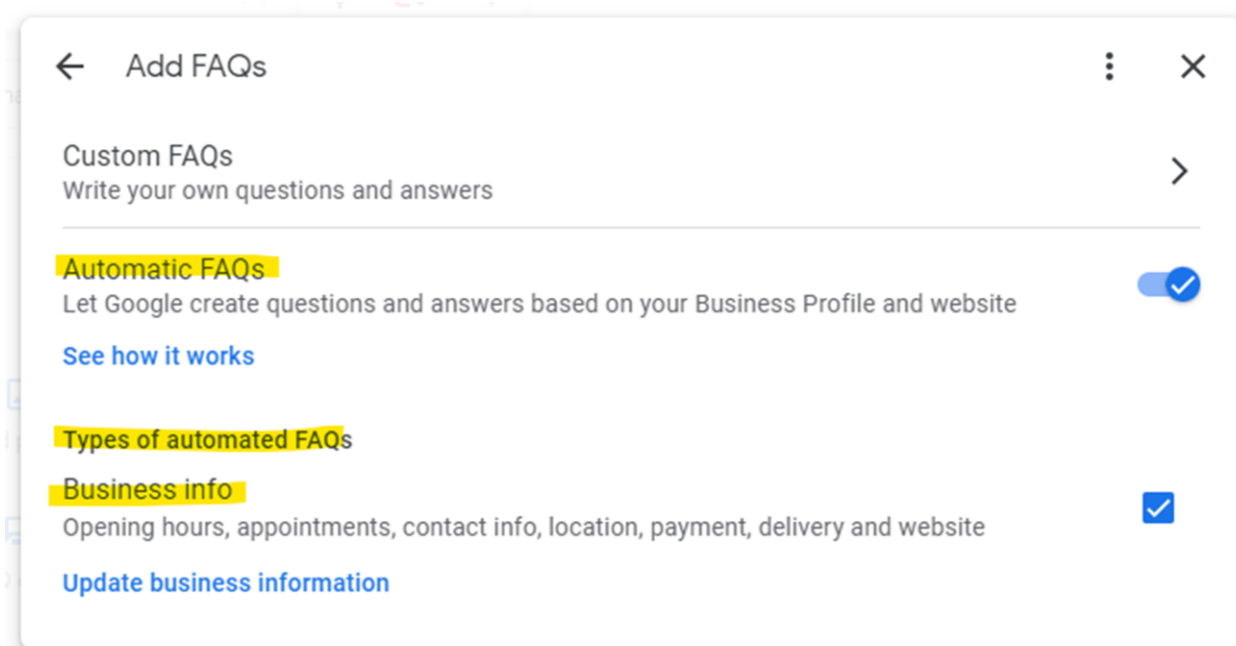 Add FAQs
Custom FAQs
Write your own questions and answers
Automatic FAQs
Let Google create questions and answers based on your Business Profile and website
See how it works
Types of automated FAQs
Business info
Opening hours, appointments, contact info, location, payment, delivery and website
Update business information